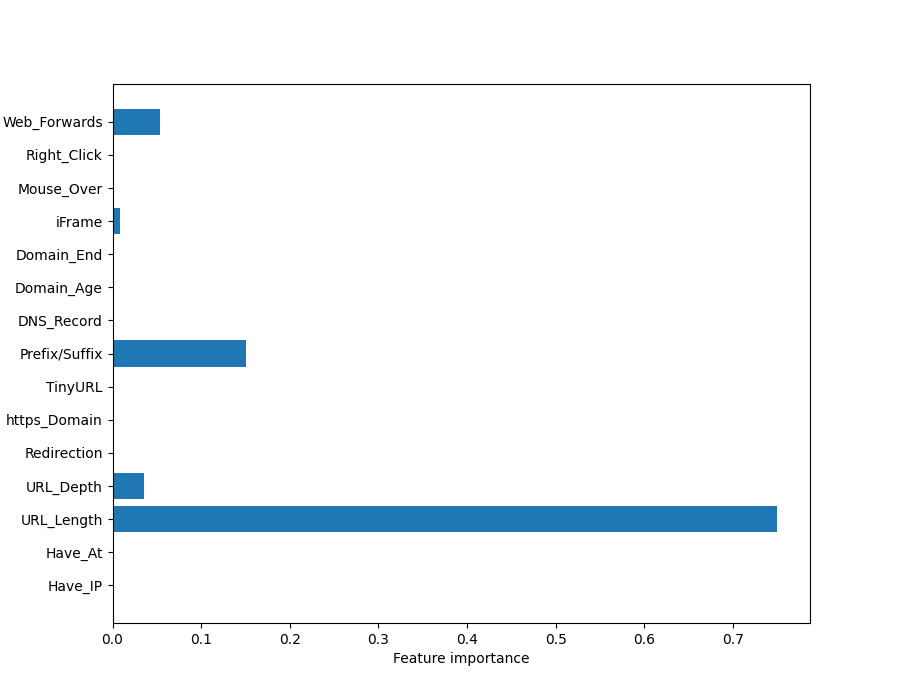 Web_Forwards
Right_Click
Mouse_Over
iFrame
Domain_End
Domain_Age
DNS_Record
Prefix/Suffix
TinyURL
https_Domain
Redirection
URL_Depth
URL_Length
Have_At
Have_IP
0.0 0.1 0.2 0.3 0.4 0.5 0.6 0.7
Feature importance